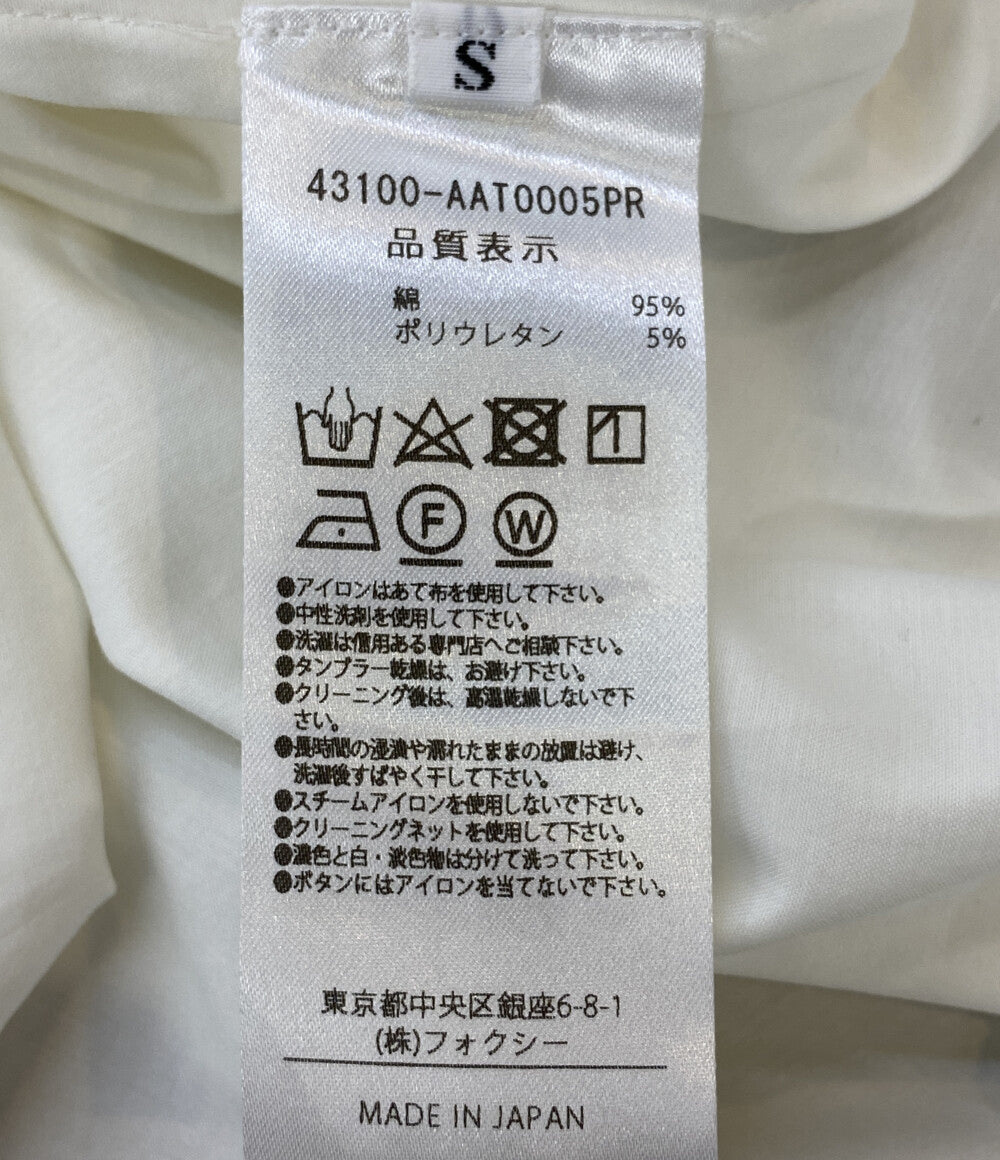 S
43100-AAT0005PR
品質表示
綿 95%
ポリウレタン 5%
F W
●アイロンはあて布を使用して下さい。
●中性洗剤を使用して下さい。
●洗濯は信用ある専門店へご相談下さい。
●タンブラー乾燥は、お避け下さい。
●クリーニング後は、高温乾燥しないで下
さい。
●長時間の湿潰や濡れたままの放置は避け、
洗濯後すばやく干して下さい。
●スチームアイロンを使用しないで下さい。
●クリーニングネットを使用して下さい。
●濃色と白・淡色物は分けて洗って下さい。
●ボタンにはアイロンを当てないで下さい。
東京都中央区銀座6-8-1
(株)フォクシー
MADE IN JAPAN